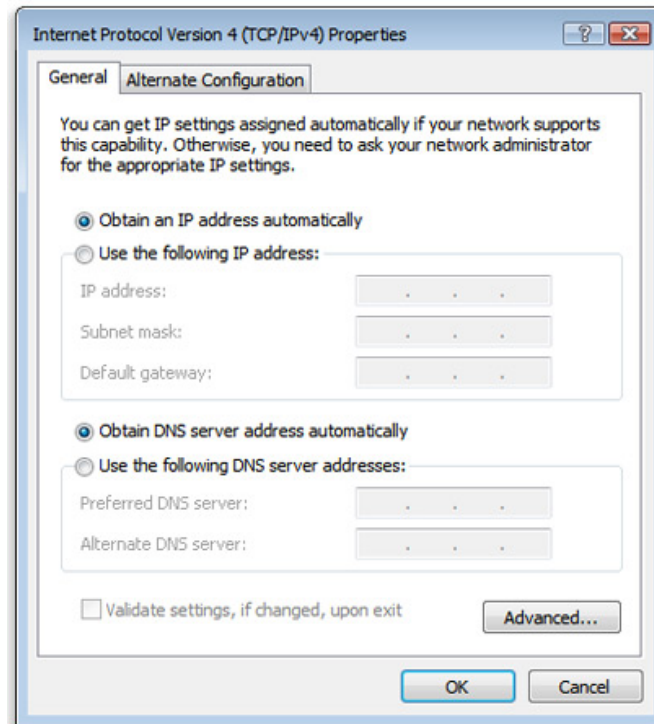 Internet Protocol Version 4 (TCP/IPv4) Properties
General
Alternate Configuration
You can get IP settings assigned automatically if your network supports
this capability. Otherwise, you need to ask your network administrator
for the appropriate IP settings.
Obtain an IP address automatically
Use the following IP address:
IP address:
Subnet mask:
Default gateway:
Obtain DNS server address automatically
Use the following DNS server addresses:
Preferred DNS server:
Alternate DNS server:
Validate settings, if changed, upon exit
Advanced...
OK
Cancel